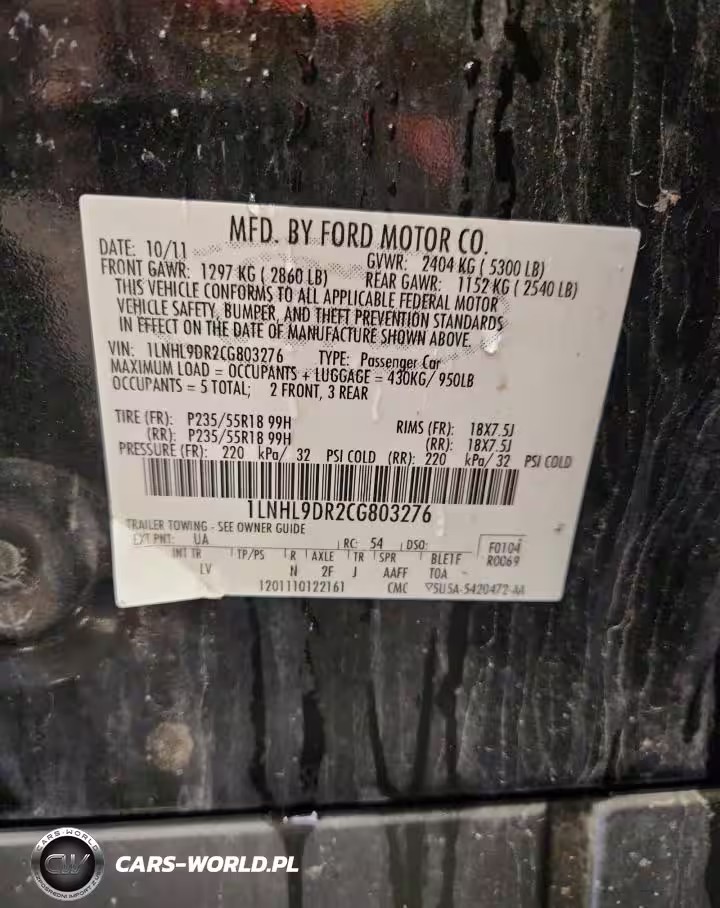 MFD. BY FORD MOTOR CO.
DATE: 10/11 GVWR: 2404 KG ( 5300 LB)
FRONT GAWR: 1297 KG ( 2860 LB) REAR GAWR: 1152 KG ( 2540 LB)
THIS VEHICLE CONFORMS TO ALL APPLICABLE FEDERAL MOTOR
VEHICLE SAFETY, BUMPER, AND THEFT PREVENTION STANDARDS
IN EFFECT ON THE DATE OF MANUFACTURE SHOWN ABOVE.
VIN: 1LNHL9DR2CG803276 TYPE: Passenger Car
MAXIMUM LOAD = OCCUPANTS + LUGGAGE = 430KG/ 950LB
OCCUPANTS = 5 TOTAL; 2 FRONT, 3 REAR
TIRE (FR): P235/55R18 99H RIMS (FR): 18X7.5J
(RR): P235/55R18 99H (RR): 18X7.5J
PRESSURE (FR): 220 kPa/ 32 PSI COLD (RR): 220 kPa/ 32 PSI COLD
1LNHL9DR2CG803276
TRAILER TOWING - SEE OWNER GUIDE
EXT PNT: UA RC: 54 DSO: F0104
INT TR TP/PS R AXLE TR SPR BLETF R0069
LV N 2F J AAFF TOA
1201110122161 CMC 5U5A-5420472-AA
CARS-WORLD
CW
CARS-WORLD.PL